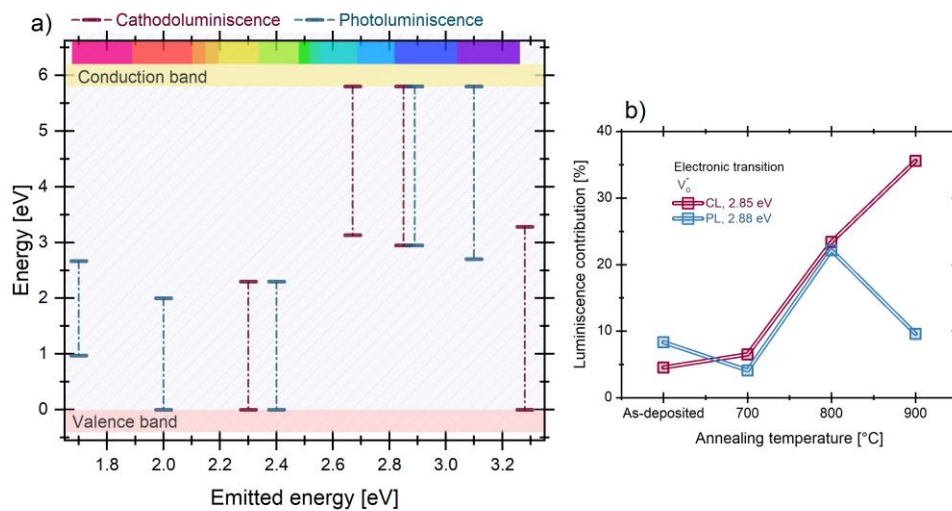 Cathodoluminiscence Photoluminiscence
a)
Conduction band
6
5
4
3
2
1
0
Energy [eV]
Valence band
1.8 2.0 2.2 2.4 2.6 2.8 3.0 3.2
Emitted energy [eV]
b)
40
30
20
10
0
Luminiscence contribution [%]
Electronic transition
V_o^+
CL, 2.85 eV
PL, 2.88 eV
As-deposited 700 800 900
Annealing temperature [°C]